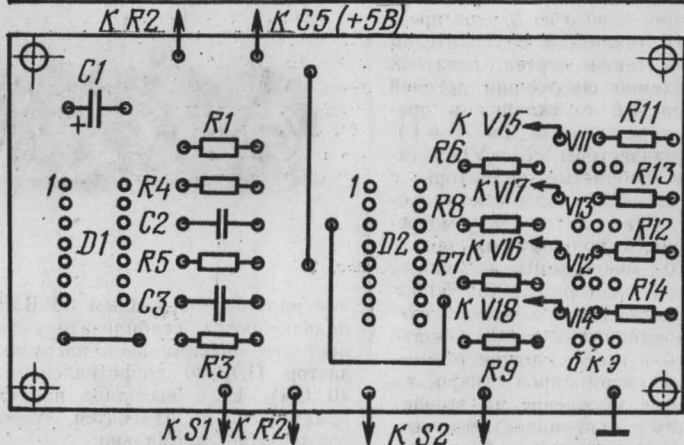 К R2 К С5 (+5В)
С1
+
R1
К V15
V11
R11
R6
1
R4
1
К V17
R13
V13
С2
R8
D1
D2
К V16
R12
R5
V12
R7
С3
К V18
R14
V14
R3
R9
б к э
К S1
К R2
К S2